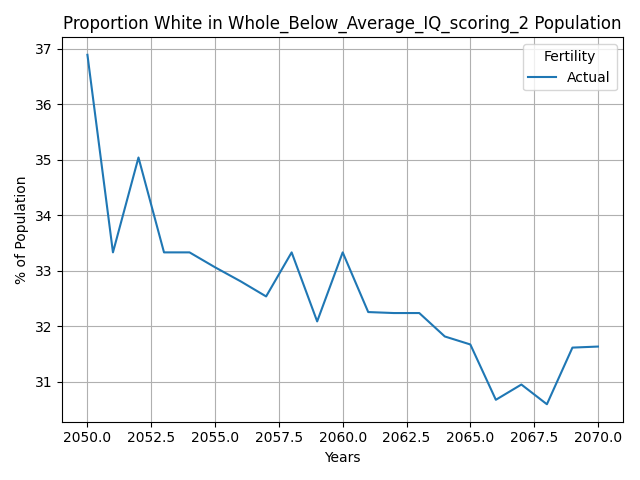 Proportion White in Whole_Below_Average_IQ_scoring_2 Population
37
36
35
34
33
32
31
% of Population
Fertility
Actual
2050.0 2052.5 2055.0 2057.5 2060.0 2062.5 2065.0 2067.5 2070.0
Years